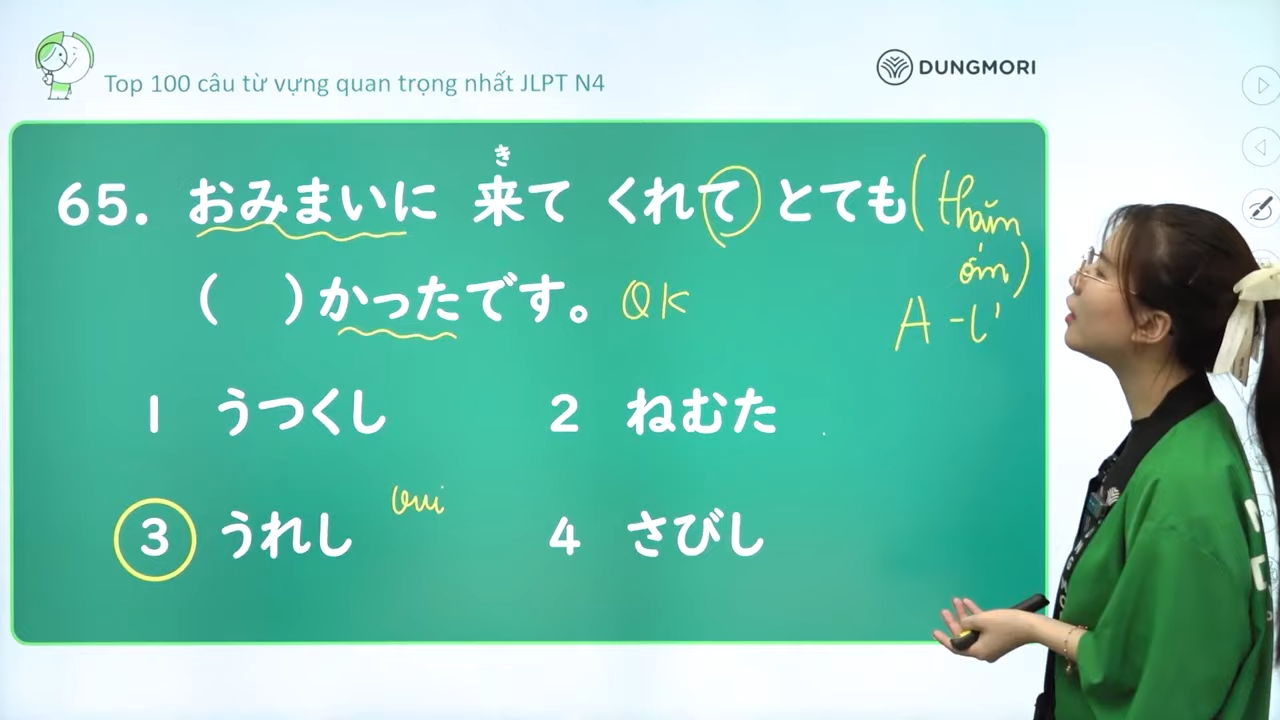 Top 100 câu từ vựng quan trọng nhất JLPT N4
DUNGMORI
き
65. おみまいに 来て くれて とても (thăm ốm)
( ) かったです。 OK
A -い
1 うつくし 2 ねむた
vui
3 うれし 4 さびし